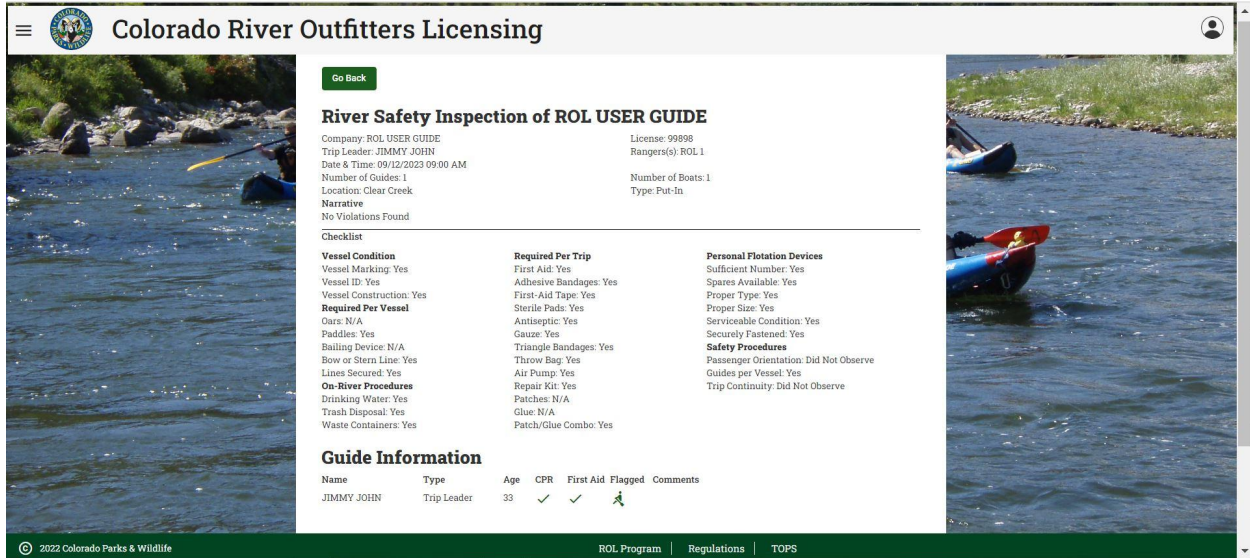 Colorado River Outfitters Licensing
Go Back
River Safety Inspection of ROL USER GUIDE
Company: ROL USER GUIDE
License: 99898
Trip Leader: JIMMY JOHN
Rangers(s): ROL 1
Date & Time: 09/12/2023 09:00 AM
Number of Guides: 1
Number of Boats: 1
Location: Clear Creek
Type: Put-In
Narrative
No Violations Found
Checklist
Vessel Condition
Vessel Marking: Yes
Vessel ID: Yes
Vessel Construction: Yes
Required Per Vessel
Oars: N/A
Paddles: Yes
Bailing Device: N/A
Bow or Stern Line: Yes
Lines Secured: Yes
On-River Procedures
Drinking Water: Yes
Trash Disposal: Yes
Waste Containers: Yes
Required Per Trip
First Aid: Yes
Adhesive Bandages: Yes
First-Aid Tape: Yes
Sterile Pads: Yes
Antiseptic: Yes
Gauze: Yes
Triangle Bandages: Yes
Throw Bag: Yes
Air Pump: Yes
Repair Kit: Yes
Patches: N/A
Glue: N/A
Patch/Glue Combo: Yes
Personal Flotation Devices
Sufficient Number: Yes
Spares Available: Yes
Proper Type: Yes
Proper Size: Yes
Serviceable Condition: Yes
Securely Fastened: Yes
Safety Procedures
Passenger Orientation: Did Not Observe
Guides per Vessel: Yes
Trip Continuity: Did Not Observe
Guide Information
Name Type Age CPR First Aid Flagged Comments
JIMMY JOHN Trip Leader 33
© 2022 Colorado Parks & Wildlife
ROL Program | Regulations | TOPS